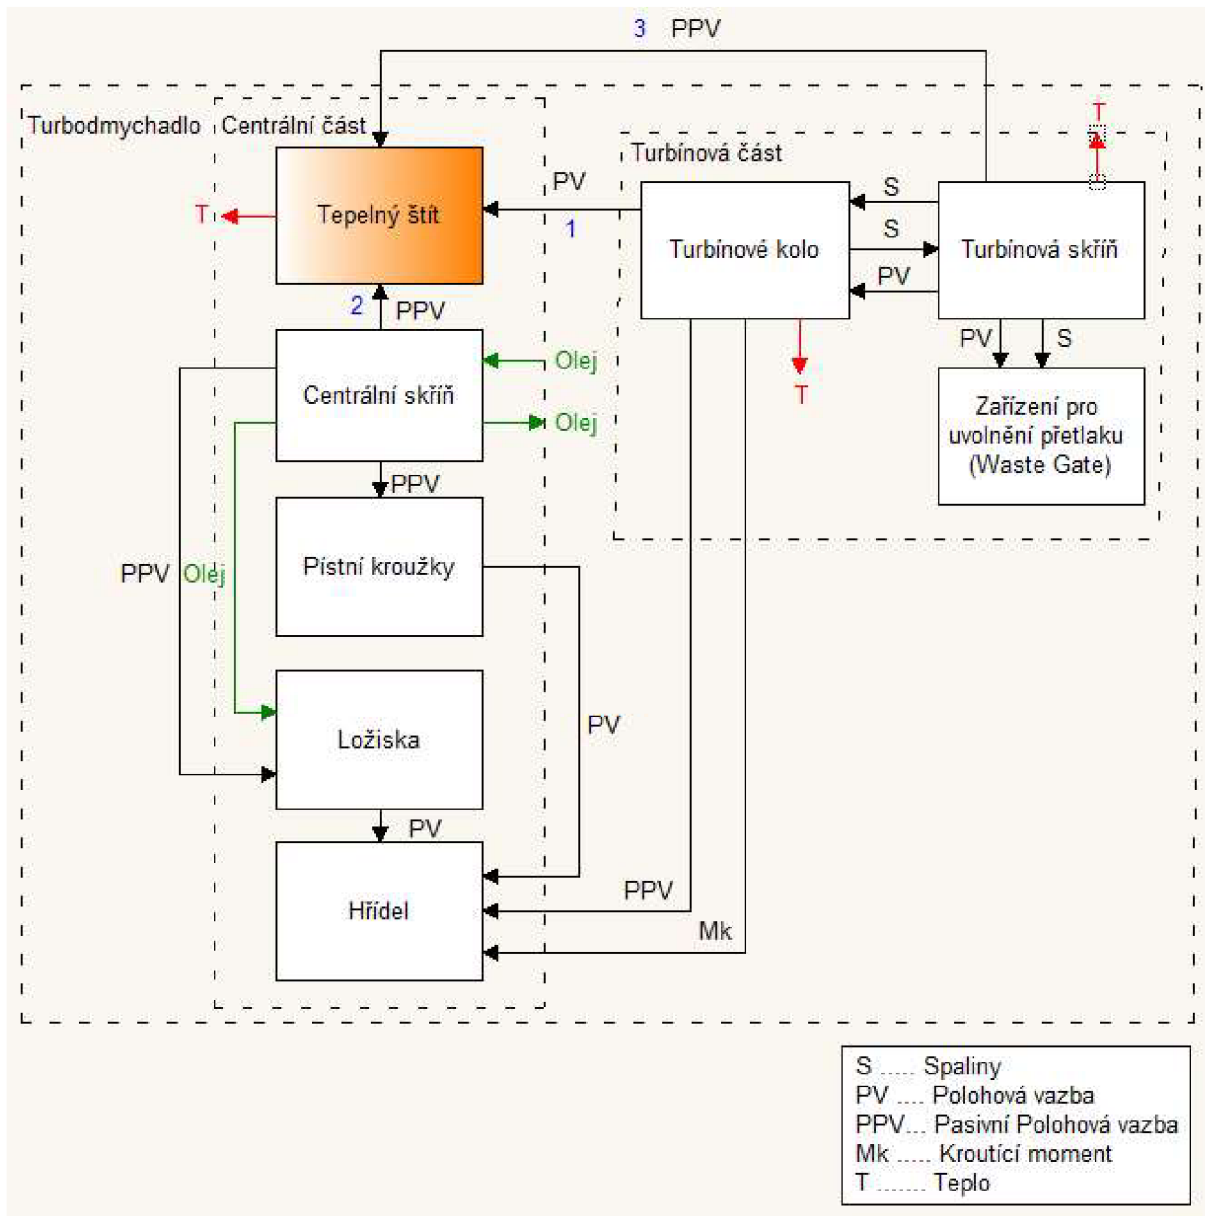 3 PPV
Turbodmychadlo
Centrální část
T
Turbínová část
Tepelný štít
T
PV
1
Turbínové kolo
S
S
PV
Turbínová skříň
2 PPV
PV
S
Centrální skříň
Olej
Olej
T
Zařízení pro
uvolnění přetlaku
(Waste Gate)
PPV
Pístní kroužky
PPV
Olej
Ložiska
PV
PV
Hřídel
PPV
Mk
S ..... Spaliny
PV .... Polohová vazba
PPV... Pasivní Polohová vazba
Mk ..... Kroutící moment
T ....... Teplo